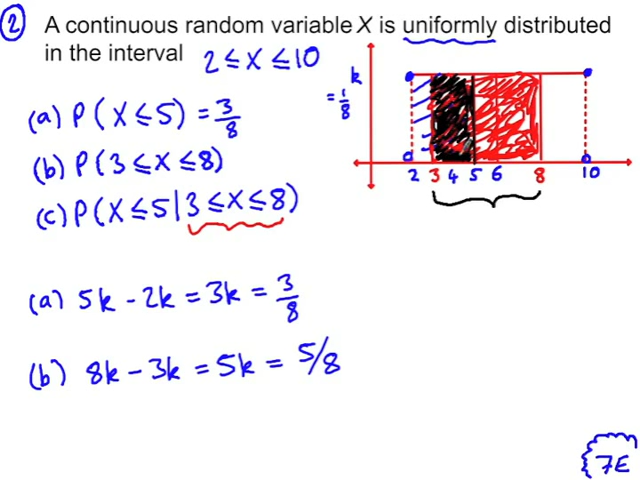 2 A continuous random variable X is uniformly distributed
in the interval 2 ≤ X ≤ 10
k
= 1/8
(a) P(X ≤ 5) = 3/8
(b) P(3 ≤ X ≤ 8)
2 3 4 5 6 8 10
(c) P(X ≤ 5 | 3 ≤ X ≤ 8)
(a) 5k - 2k = 3k = 3/8
(b) 8k - 3k = 5k = 5/8
7E